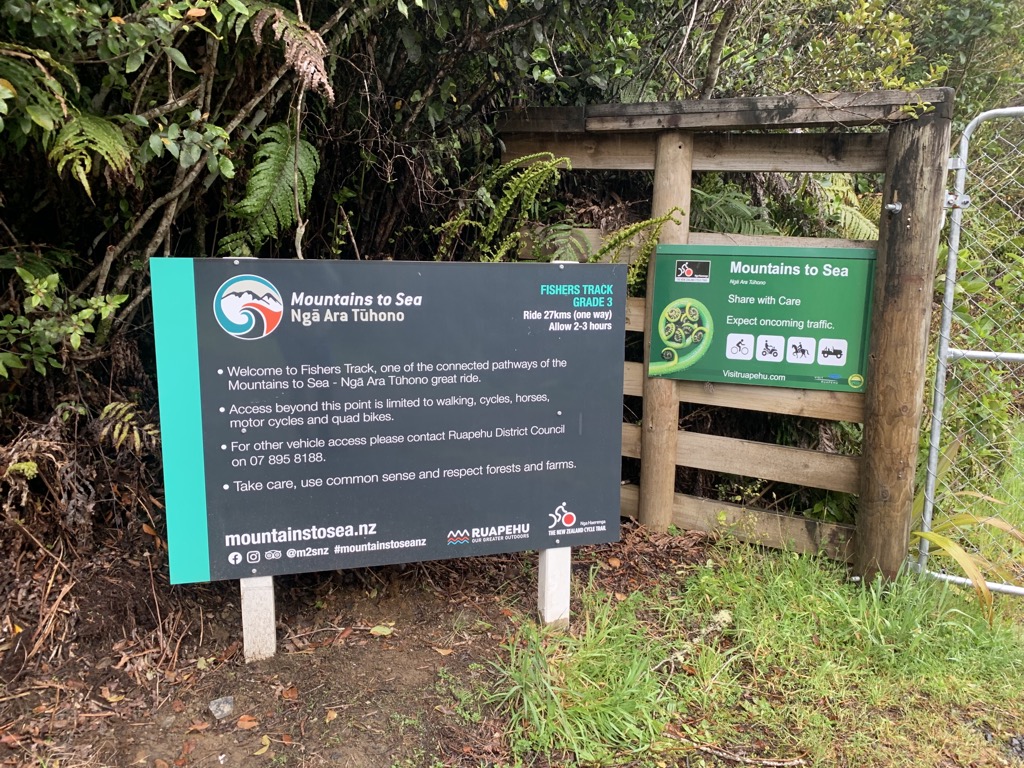 Mountains to Sea
Ngā Ara Tūhono
FISHERS TRACK
GRADE 3
Ride 27kms (one way)
Allow 2-3 hours
• Welcome to Fishers Track, one of the connected pathways of the
Mountains to Sea - Ngā Ara Tūhono great ride.
• Access beyond this point is limited to walking, cycles, horses,
motor cycles and quad bikes.
• For other vehicle access please contact Ruapehu District Council
on 07 895 8188.
• Take care, use common sense and respect forests and farms.
mountainstosea.nz
@m2snz #mountainstoseanz
RUAPEHU
OUR GREATER OUTDOORS
Nga Haerenga
THE NEW ZEALAND CYCLE TRAIL
Mountains to Sea
Ngā Ara Tūhono
Share with Care
Expect oncoming traffic.
Visitruapehu.com